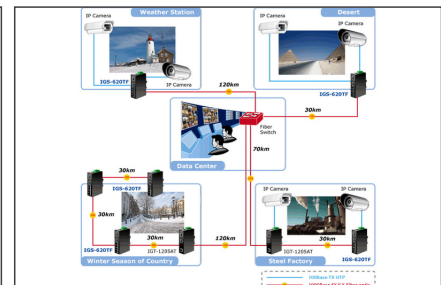 Weather Station
Desert
IP Camera
IP Camera
IP Camera
IGS-620TF
IP Camera
IGS-620TF
120km
30km
Fiber
Switch
Data Center
70km
30km
IGS-620TF
30km
IGS-620TF
IGT-1205AT
120km
Winter Season of Country
IP Camera
IP Camera
30km
IGT-1205AT
IGS-620TF
Steel Factory
100Base-TX UTP